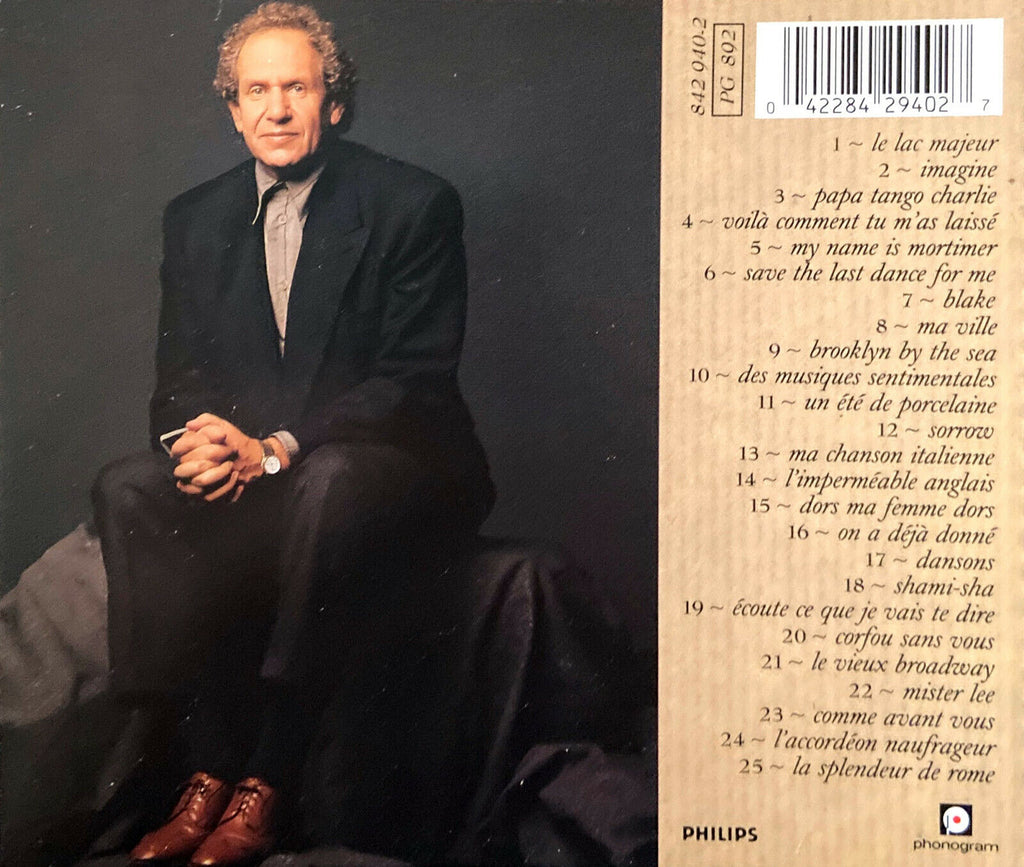 842 940-2
PG 892
0 42284 29402 7
1 ~ le lac majeur
2 ~ imagine
3 ~ papa tango charlie
4 ~ voilà comment tu m'as laissé
5 ~ my name is mortimer
6 ~ save the last dance for me
7 ~ blake
8 ~ ma ville
9 ~ brooklyn by the sea
10 ~ des musiques sentimentales
11 ~ un été de porcelaine
12 ~ sorrow
13 ~ ma chanson italienne
14 ~ l'imperméable anglais
15 ~ dors ma femme dors
16 ~ on a déjà donné
17 ~ dansons
18 ~ shami-sha
19 ~ écoute ce que je vais te dire
20 ~ corfou sans vous
21 ~ le vieux broadway
22 ~ mister lee
23 ~ comme avant vous
24 ~ l'accordéon naufrageur
25 ~ la splendeur de rome
PHILIPS
phonogram